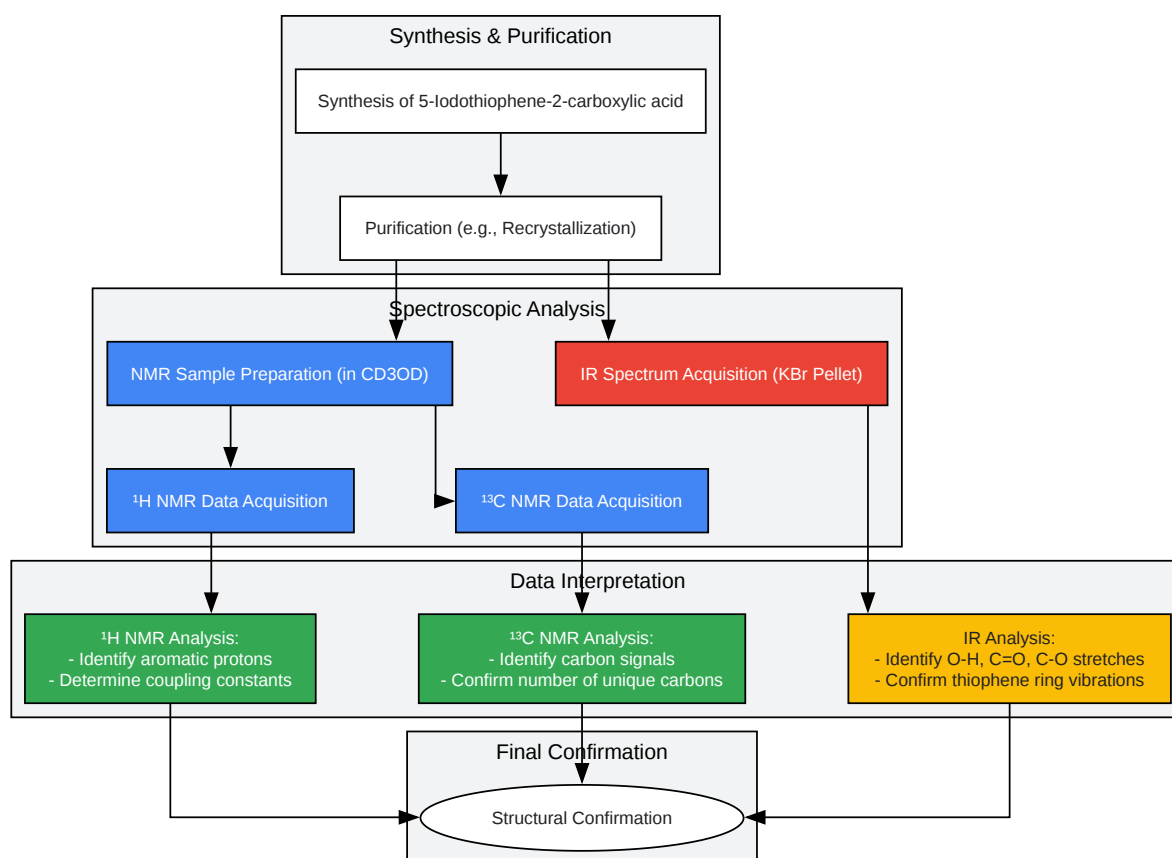 Synthesis & Purification
Synthesis of 5-Iodothiophene-2-carboxylic acid
Purification (e.g., Recrystallization)
Spectroscopic Analysis
NMR Sample Preparation (in CD3OD)
IR Spectrum Acquisition (KBr Pellet)
¹H NMR Data Acquisition
¹³C NMR Data Acquisition
Data Interpretation
¹H NMR Analysis:
- Identify aromatic protons
- Determine coupling constants
¹³C NMR Analysis:
- Identify carbon signals
- Confirm number of unique carbons
IR Analysis:
- Identify O-H, C=O, C-O stretches
- Confirm thiophene ring vibrations
Final Confirmation
Structural Confirmation